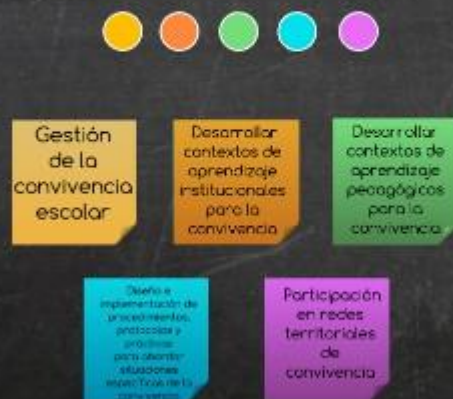 Gestión
de la
convivencia
escolar
Desarrollar
contextos de
aprendizaje
institucionales
para la
convivencia
Desarrollar
contextos de
aprendizaje
pedagógicos
para la
convivencia.
Diseño e
implementación de
procedimientos,
protocolos y
prácticas
para abordar
situaciones
específicas de la
convivencia
Participación
en redes
territoriales
de
convivencia